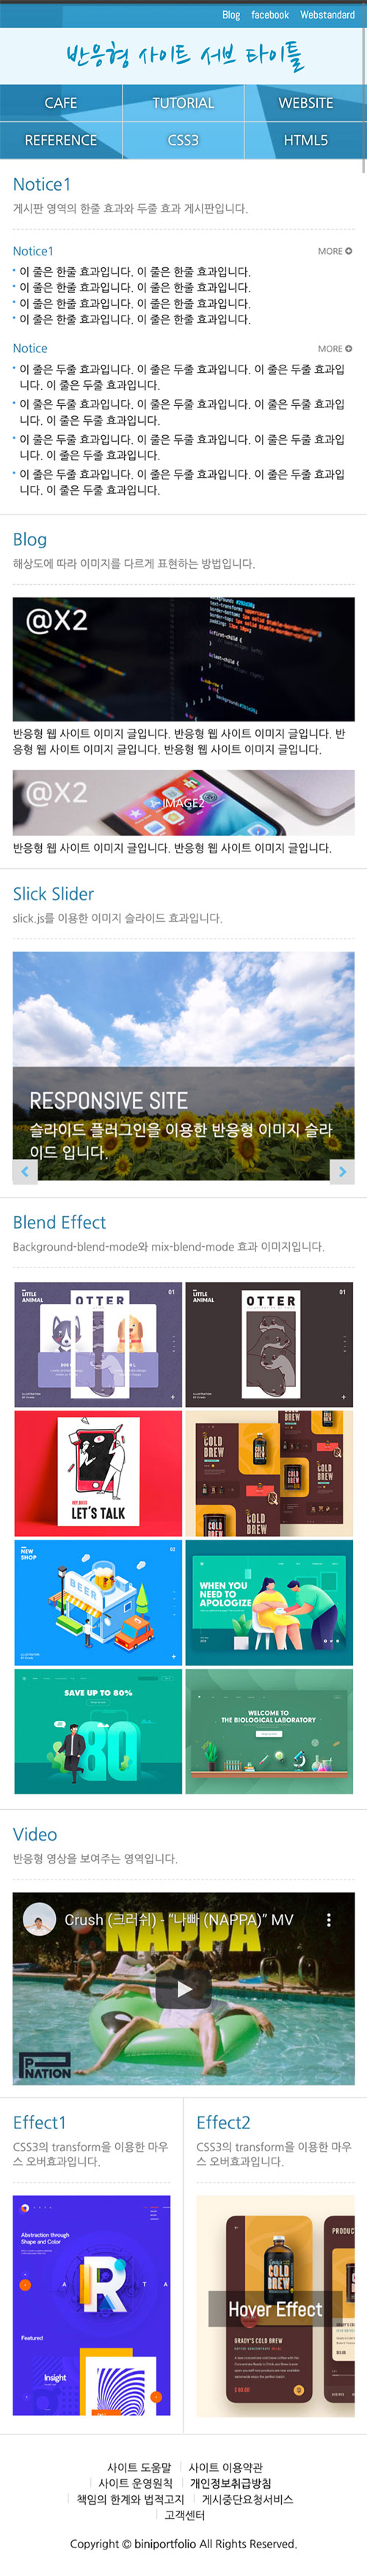 Blog facebook Webstandard
반응형 사이트 서브 타이틀
CAFE TUTORIAL WEBSITE
REFERENCE CSS3 HTML5
Notice1
게시판 영역의 한줄 효과와 두줄 효과 게시판입니다.
Notice1 MORE
이 줄은 한줄 효과입니다. 이 줄은 한줄 효과입니다.
이 줄은 한줄 효과입니다. 이 줄은 한줄 효과입니다.
이 줄은 한줄 효과입니다. 이 줄은 한줄 효과입니다.
이 줄은 한줄 효과입니다. 이 줄은 한줄 효과입니다.
Notice MORE
이 줄은 두줄 효과입니다. 이 줄은 두줄 효과입니다. 이 줄은 두줄 효과입
니다. 이 줄은 두줄 효과입니다.
이 줄은 두줄 효과입니다. 이 줄은 두줄 효과입니다. 이 줄은 두줄 효과입
니다. 이 줄은 두줄 효과입니다.
이 줄은 두줄 효과입니다. 이 줄은 두줄 효과입니다. 이 줄은 두줄 효과입
니다. 이 줄은 두줄 효과입니다.
이 줄은 두줄 효과입니다. 이 줄은 두줄 효과입니다. 이 줄은 두줄 효과입
니다. 이 줄은 두줄 효과입니다.
Blog
해상도에 따라 이미지를 다르게 표현하는 방법입니다.
@X2
반응형 웹 사이트 이미지 글입니다. 반응형 웹 사이트 이미지 글입니다. 반
응형 웹 사이트 이미지 글입니다. 반응형 웹 사이트 이미지 글입니다.
@X2
IMAGE2
반응형 웹 사이트 이미지 글입니다. 반응형 웹 사이트 이미지 글입니다.
Slick Slider
slick.js를 이용한 이미지 슬라이드 효과입니다.
RESPONSIVE SITE
슬라이드 플러그인을 이용한 반응형 이미지 슬라
이드 입니다.
Blend Effect
Background-blend-mode와 mix-blend-mode 효과 이미지입니다.
LITTLE
ANIMAL
OTTER
01
LITTLE
ANIMAL
OTTER
01
LET'S TALK
COLD
BREW
NEW
SHOP
02
BEER
WHEN YOU
NEED TO
APOLOGIZE
SAVE UP TO 80%
80
WELCOME TO
THE BIOLOGICAL LABORATORY
Video
반응형 영상을 보여주는 영역입니다.
Crush (크러쉬) - “나빠 (NAPPA)” MV
NAPPA
P NATION
Effect1
CSS3의 transform을 이용한 마우
스 오버효과입니다.
Abstraction through
Shape and Color
R
Featured
Insight
Effect2
CSS3의 transform을 이용한 마우
스 오버효과입니다.
PRODUC
COLD
BREW
Hover Effect
GRADY'S COLD BREW
사이트 도움말 사이트 이용약관
사이트 운영원칙 개인정보취급방침
책임의 한계와 법적고지 게시중단요청서비스
고객센터
Copyright © biniportfolio All Rights Reserved.